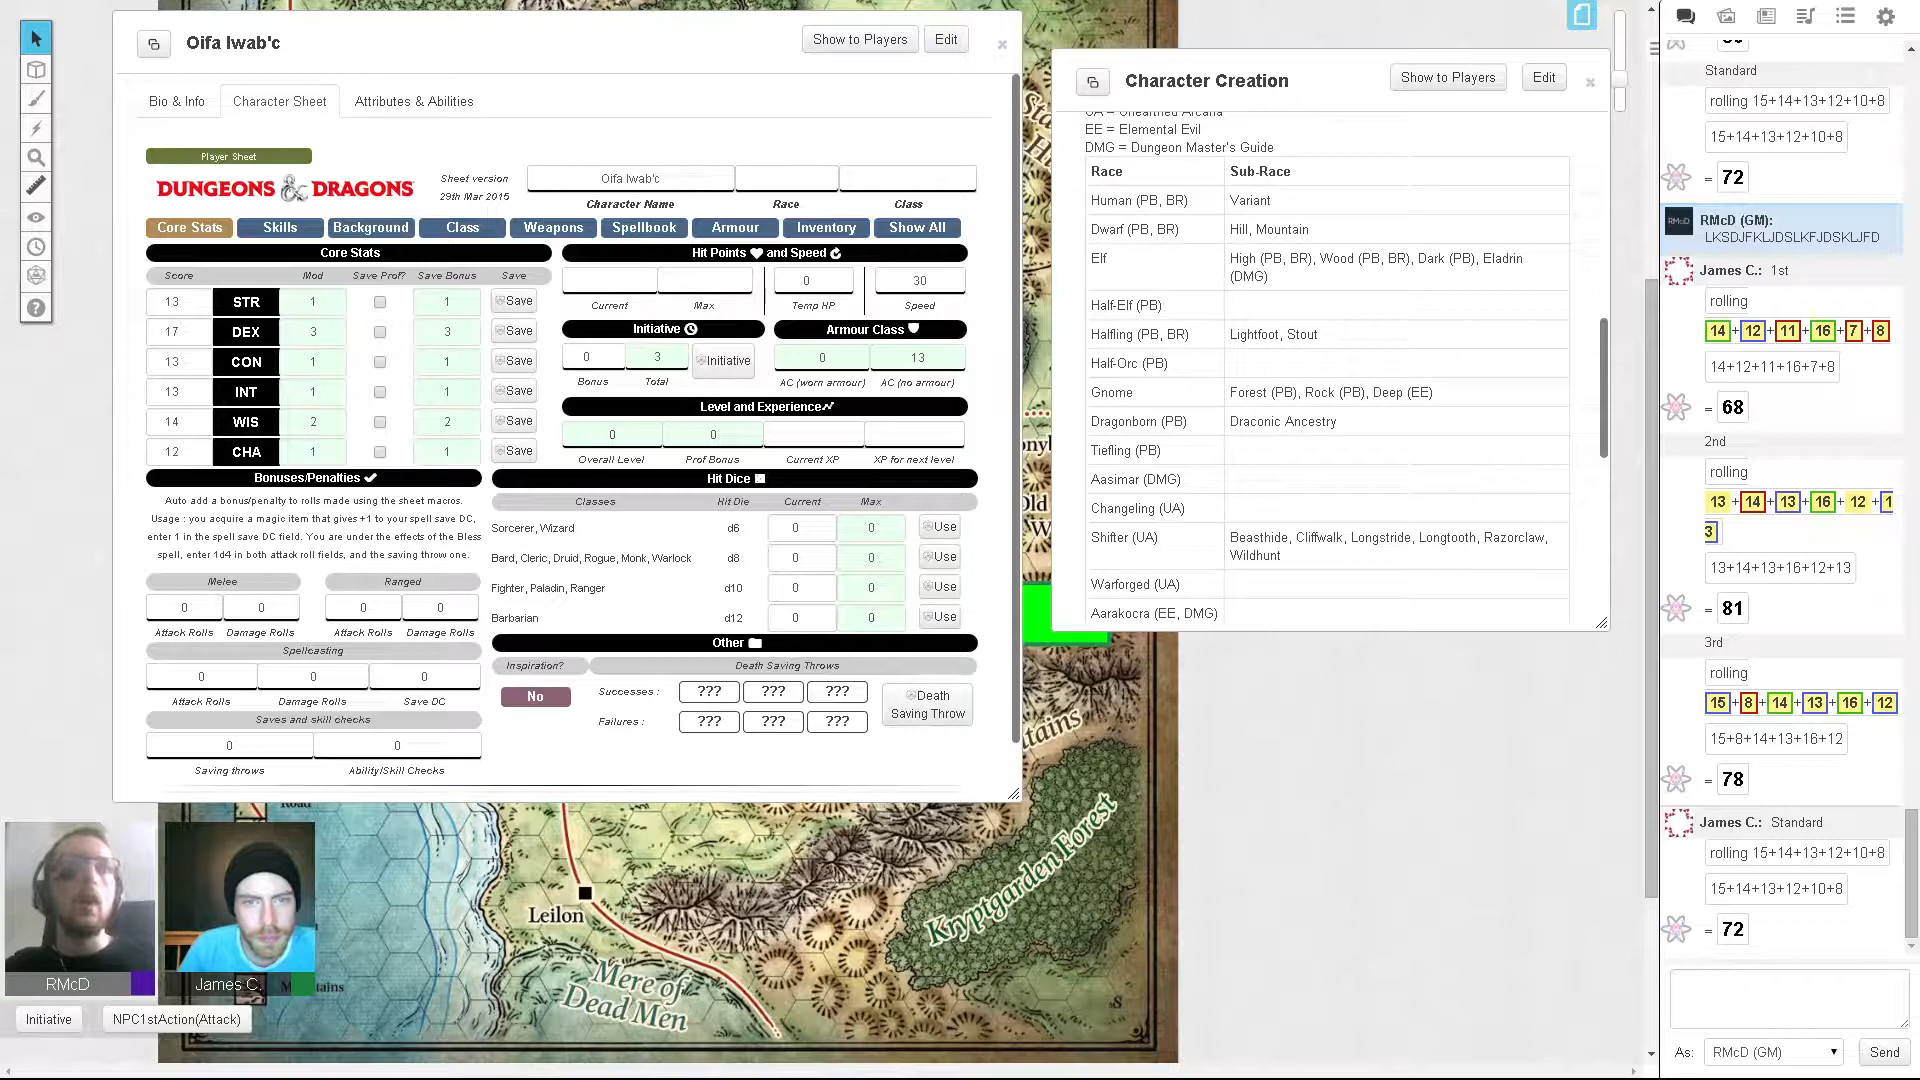 Oifa Iwab'c
Show to Players
Edit
Bio & Info
Character Sheet
Attributes & Abilities
Player Sheet
DUNGEONS & DRAGONS
Sheet version
29th Mar 2015
Oifa Iwab'c
Character Name
Race
Class
Core Stats
Skills
Background
Class
Weapons
Spellbook
Armour
Inventory
Show All
Core Stats
Score Mod Save Prof? Save Bonus Save
13 STR 1 1 Save
17 DEX 3 3 Save
13 CON 1 1 Save
13 INT 1 1 Save
14 WIS 2 2 Save
12 CHA 1 1 Save
Hit Points and Speed
0 30
Current Max Temp HP Speed
Initiative
0 3 Initiative
Bonus Total
Armour Class
0 13
AC (worn armour) AC (no armour)
Level and Experience
0 0
Overall Level Prof Bonus Current XP XP for next level
Bonuses/Penalties
Auto add a bonus/penalty to rolls made using the sheet macros.
Usage : you acquire a magic item that gives +1 to your spell save DC,
enter 1 in the spell save DC field. You are under the effects of the Bless
spell, enter 1d4 in both attack roll fields, and the saving throw one.
Melee Ranged
0 0 0 0
Attack Rolls Damage Rolls Attack Rolls Damage Rolls
Spellcasting
0 0 0
Attack Rolls Damage Rolls Save DC
Saves and skill checks
0 0
Saving throws Ability/Skill Checks
Hit Dice
Classes Hit Die Current Max
Sorcerer, Wizard d6 0 0 Use
Bard, Cleric, Druid, Rogue, Monk, Warlock d8 0 0 Use
Fighter, Paladin, Ranger d10 0 0 Use
Barbarian d12 0 0 Use
Other
Inspiration? Death Saving Throws
No
Successes : ??? ??? ???
Failures : ??? ??? ???
Death
Saving Throw
Character Creation
Show to Players
Edit
UA = Unearthed Arcana
EE = Elemental Evil
DMG = Dungeon Master's Guide
Race Sub-Race
Human (PB, BR) Variant
Dwarf (PB, BR) Hill, Mountain
Elf High (PB, BR), Wood (PB, BR), Dark (PB), Eladrin
(DMG)
Half-Elf (PB)
Halfling (PB, BR) Lightfoot, Stout
Half-Orc (PB)
Gnome Forest (PB), Rock (PB), Deep (EE)
Dragonborn (PB) Draconic Ancestry
Tiefling (PB)
Aasimar (DMG)
Changeling (UA)
Shifter (UA) Beasthide, Cliffwalk, Longstride, Longtooth, Razorclaw,
Wildhunt
Warforged (UA)
Aarakocra (EE, DMG)
Leilon
Mere of
Dead Men
Kryptgarden Forest
RMcD
James C.
Initiative
NPC1stAction(Attack)
Standard
rolling 15+14+13+12+10+8
15+14+13+12+10+8
= 72
RMcD (GM):
LKSDJFKLJDSLKFJDSKLJFD
James C.: 1st
rolling
14+12+11+16+7+8
14+12+11+16+7+8
= 68
2nd
rolling
13+14+13+16+12+1
3
13+14+13+16+12+13
= 81
3rd
rolling
15+8+14+13+16+12
15+8+14+13+16+12
= 78
James C.: Standard
rolling 15+14+13+12+10+8
15+14+13+12+10+8
= 72
As: RMcD (GM)
Send